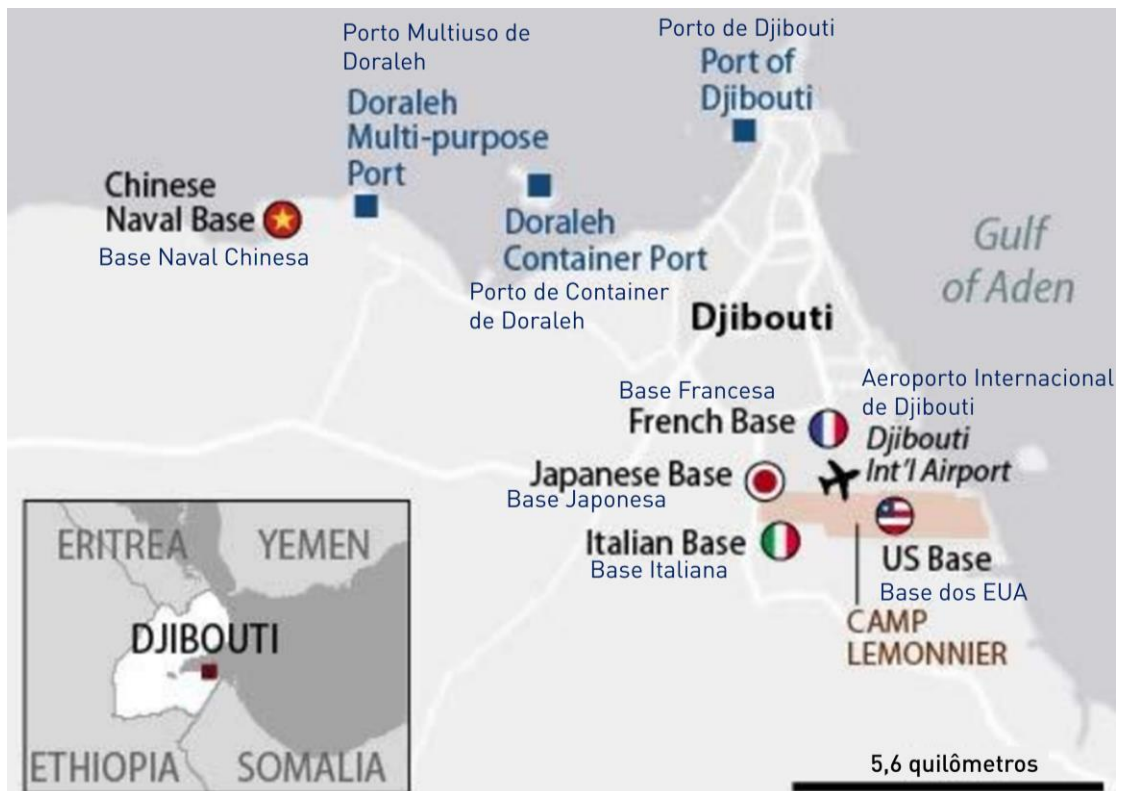 Porto Multiuso de
Doraleh
Doraleh
Multi-purpose
Port
Porto de Djibouti
Port of
Djibouti
Chinese
Naval Base
Base Naval Chinesa
Doraleh
Container Port
Porto de Container
de Doraleh
Gulf
of Aden
Djibouti
Base Francesa
French Base
Aeroporto Internacional
de Djibouti
Djibouti
Int'l Airport
Japanese Base
Base Japonesa
Italian Base
Base Italiana
US Base
Base dos EUA
CAMP
LEMONNIER
ERITREA
YEMEN
DJIBOUTI
ETHIOPIA
SOMALIA
5,6 quilômetros